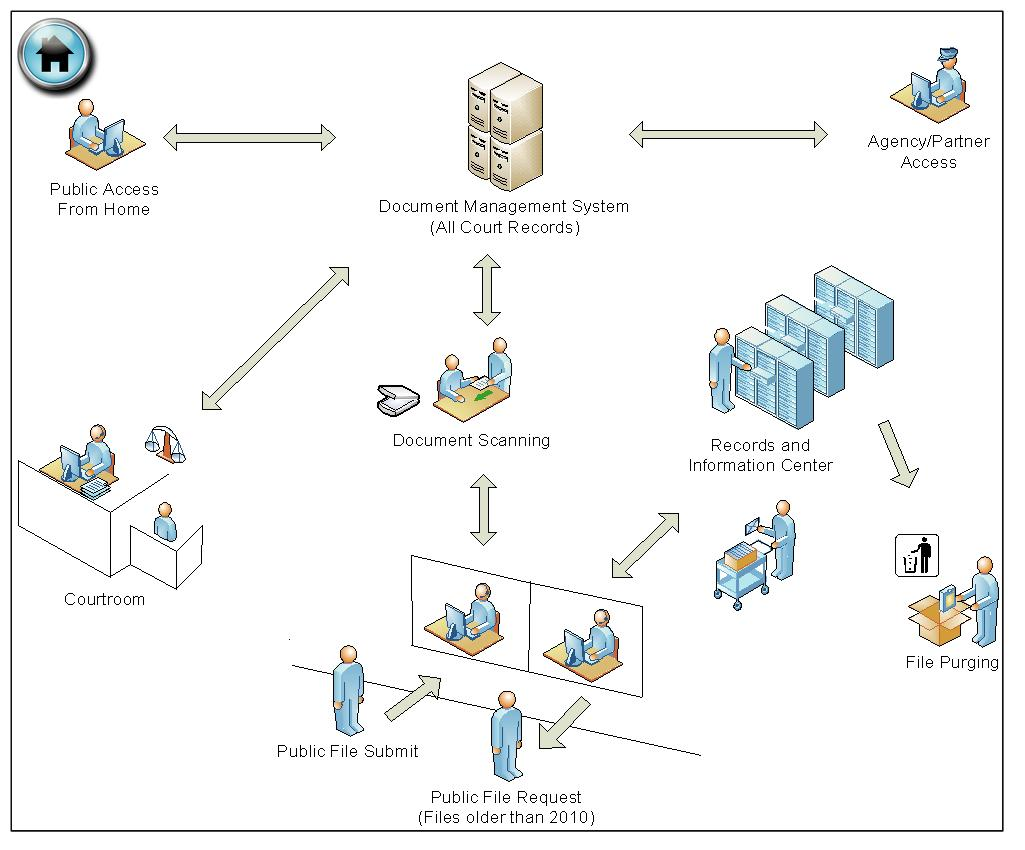 Public Access
From Home
Document Management System
(All Court Records)
Agency/Partner
Access
Document Scanning
Records and
Information Center
Courtroom
File Purging
Public File Submit
Public File Request
(Files older than 2010)